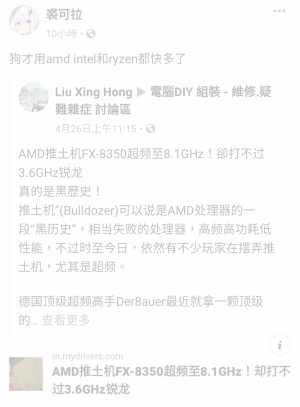 裘可拉
10小時·
狗才用amd intel和ryzen都快多了
Liu Xing Hong ▶ 電腦DIY 組裝 - 維修.疑
難雜症 討論區
4月26日上午11:15·
AMD推土机FX-8350超频至8.1GHz！卻打不过
3.6GHz锐龙
真的是黑歷史！
推土机"(Bulldozer)可以说是AMD处理器的一
段"黑历史"，相当失败的处理器，高频高功耗低
性能，不过时至今日，依然有不少玩家在摆弄推
土机，尤其是超频。
德国顶级超频高手Der8auer最近就拿一颗顶级
的... 查看更多
m.mydrivers.com
AMD推土机FX-8350超频至8.1GHz！却打不
过3.6GHz锐龙